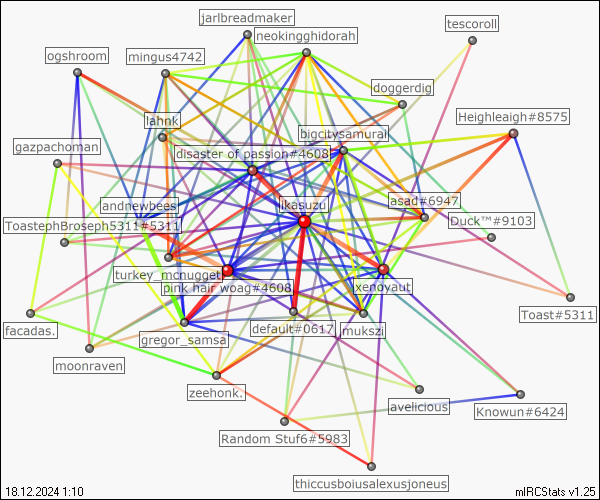 jarlbreadmaker
tescoroll
neokingghidorah
ogshroom
mingus4742
doggerdig
Heighleaigh#8575
lahnk
bigcitysamurai
gazpachoman
disaster of passion#4608
andnewbees
likasuzu
asad#6947
ToastephBroseph5311#5311
Duck™#9103
turkey_mcnugget
pink hair woag#4608
xenoyaut
Toast#5311
facadas.
gregor_samsa
default#0617
mukszi
moonraven
zeehonk.
avelicious
Knowun#6424
Random Stuf6#5983
thiccusboiusalexusjoneus
18.12.2024 1:10
mIRCStats v1.25